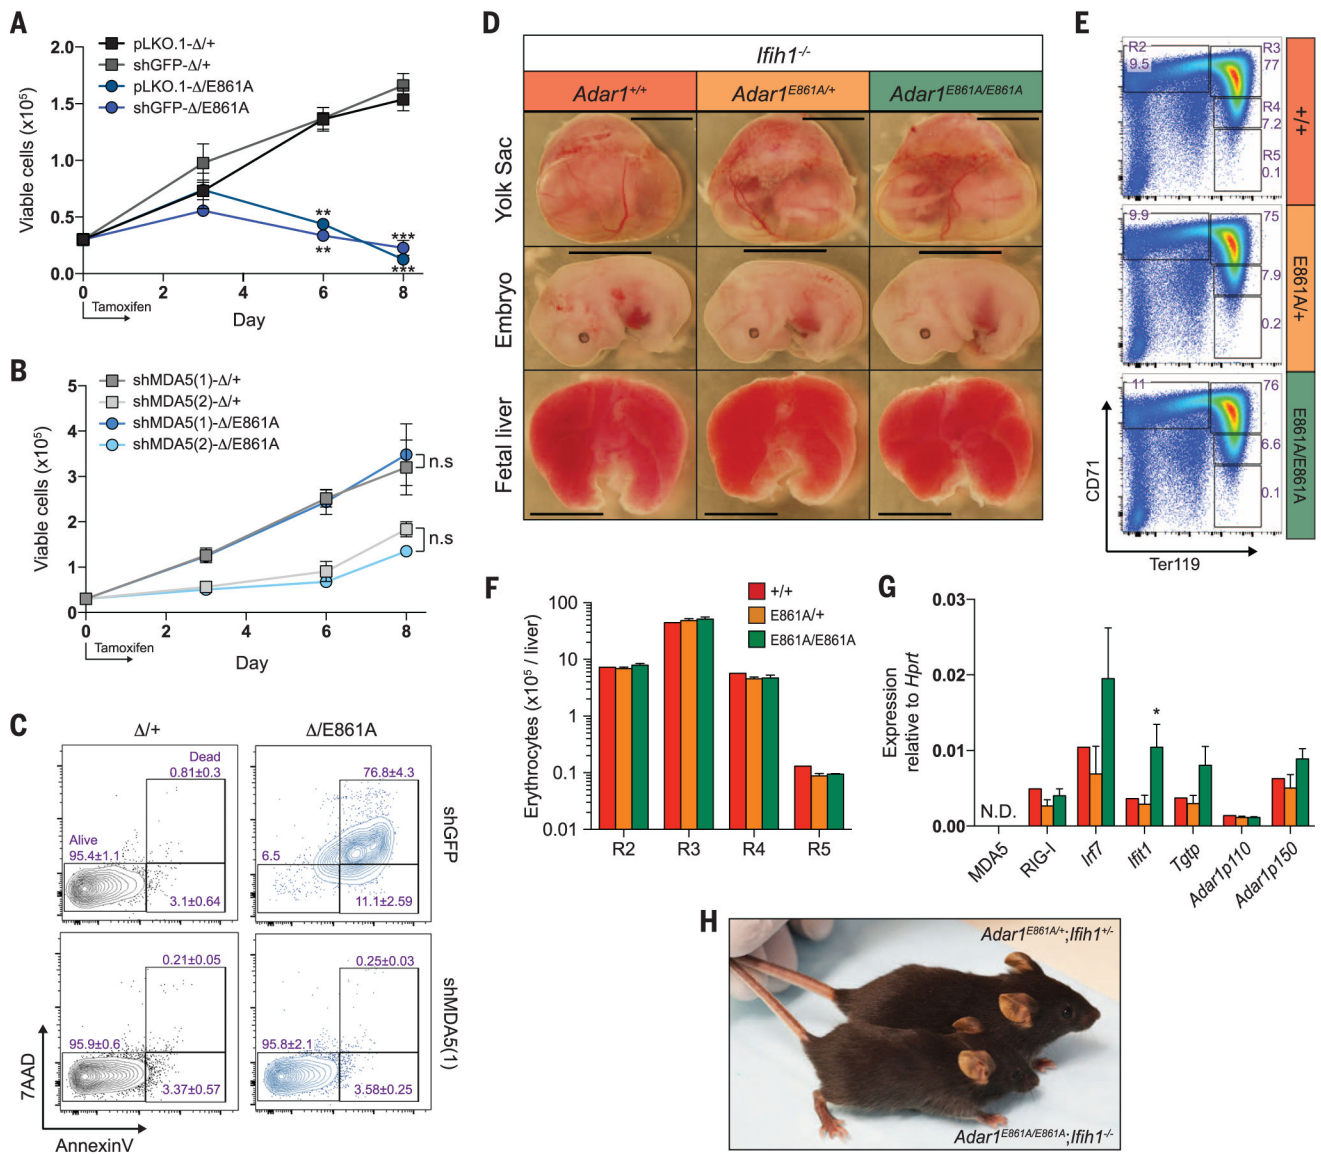 A
2.0
1.5
1.0
0.5
0.0
Viable cells (x10⁵)
pLKO.1-Δ/+
shGFP-Δ/+
pLKO.1-Δ/E861A
shGFP-Δ/E861A
**
**
***
***
0 2 4 6 8
Tamoxifen
Day
B
5
4
3
2
1
0
Viable cells (x10⁵)
shMDA5(1)-Δ/+
shMDA5(2)-Δ/+
shMDA5(1)-Δ/E861A
shMDA5(2)-Δ/E861A
n.s
n.s
0 2 4 6 8
Tamoxifen
Day
C
Δ/+ Δ/E861A
Dead
0.81±0.3
Alive
95.4±1.1
3.1±0.64
76.8±4.3
6.5
11.1±2.59
shGFP
0.21±0.05
95.9±0.6
3.37±0.57
0.25±0.03
95.8±2.1
3.58±0.25
shMDA5(1)
7AAD
AnnexinV
D
Ifih1⁻/⁻
Adar1⁺/⁺ Adar1ᴱ⁸⁶¹ᴬ/⁺ Adar1ᴱ⁸⁶¹ᴬ/ᴱ⁸⁶¹ᴬ
Yolk Sac
Embryo
Fetal liver
E
R2
9.5
R3
77
R4
7.2
R5
0.1
+/+
9.9
75
7.9
0.2
E861A/+
11
76
6.6
0.1
E861A/E861A
CD71
Ter119
F
100
10
1
0.1
0.01
Erythrocytes (x10⁵ / liver)
+/+
E861A/+
E861A/E861A
R2 R3 R4 R5
G
0.03
0.02
0.01
0.00
Expression
relative to Hprt
N.D.
*
MDA5 RIG-I Irf7 Ifit1 Tgtp Adar1p110 Adar1p150
H
Adar1ᴱ⁸⁶¹ᴬ/⁺;Ifih1⁺/⁻
Adar1ᴱ⁸⁶¹ᴬ/ᴱ⁸⁶¹ᴬ;Ifih1⁻/⁻